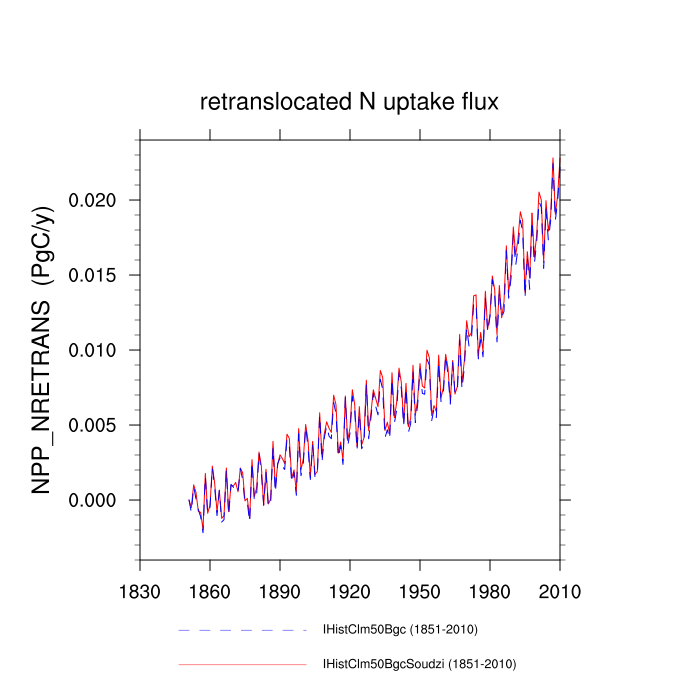 retranslocated N uptake flux
NPP_NRETRANS (PgC/y)
0.020
0.015
0.010
0.005
0.000
1830 1860 1890 1920 1950 1980 2010
IHistClm50Bgc (1851-2010)
IHistClm50BgcSoudzi (1851-2010)